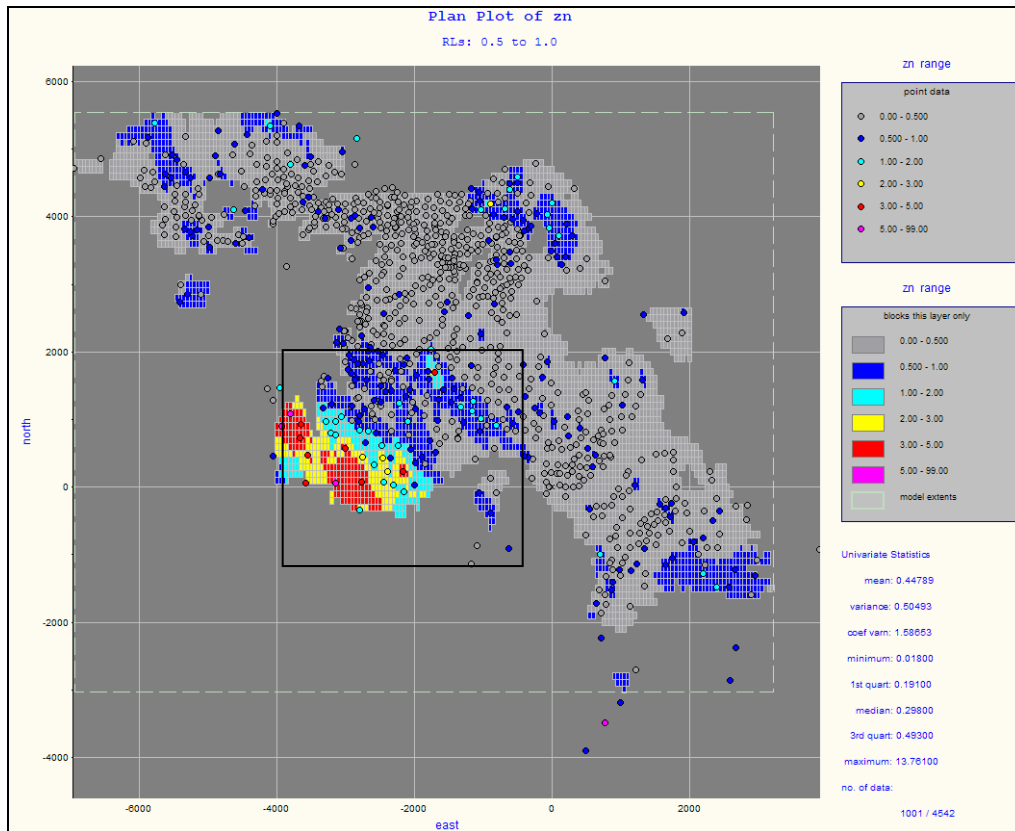 Plan Plot of zn
RLs: 0.5 to 1.0
zn range
point data
0.00 - 0.500
0.500 - 1.00
1.00 - 2.00
2.00 - 3.00
3.00 - 5.00
5.00 - 99.00
zn range
blocks this layer only
0.00 - 0.500
0.500 - 1.00
1.00 - 2.00
2.00 - 3.00
3.00 - 5.00
5.00 - 99.00
model extents
Univariate Statistics
mean: 0.44789
variance: 0.50493
coef varn: 1.58653
minimum: 0.01800
1st quart: 0.19100
median: 0.29800
3rd quart: 0.49300
maximum: 13.76100
no. of data:
1001 / 4542
north
6000
4000
2000
0
-2000
-4000
-6000
-4000
-2000
0
2000
east